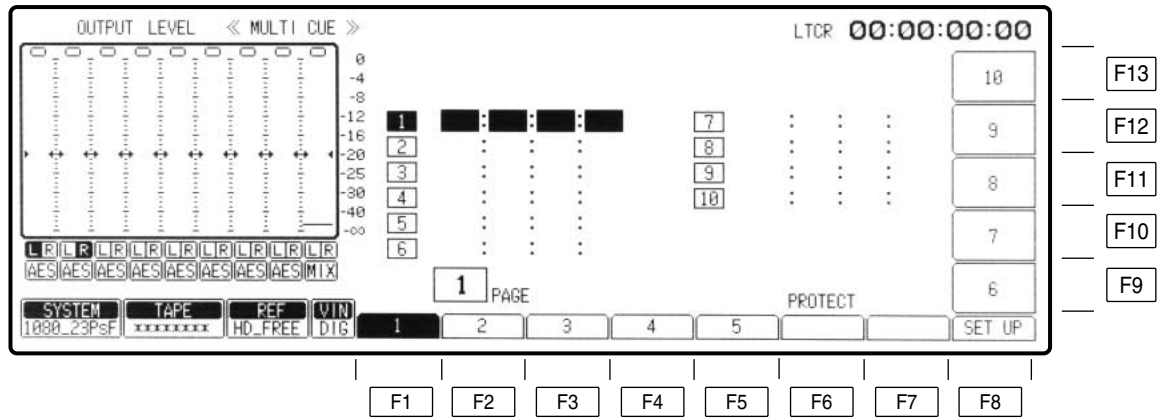 OUTPUT LEVEL ≪ MULTI CUE ≫ LTCR 00:00:00:00
0
-4
-8
-12
-16
-20
-25
-30
-40
-∞
1 : : :
2 : : :
3 : : :
4 : : :
5 : : :
6 : : :
7 : : :
8 : : :
9 : : :
10 : : :
L R L R L R L R L R L R L R L R
AES AES AES AES AES AES AES MIX
1 PAGE
PROTECT
SYSTEM TAPE REF VIN
1080_23PsF ******** HD_FREE DIG
1 2 3 4 5 SET UP
10 F13
9 F12
8 F11
7 F10
6 F9
F1 F2 F3 F4 F5 F6 F7 F8